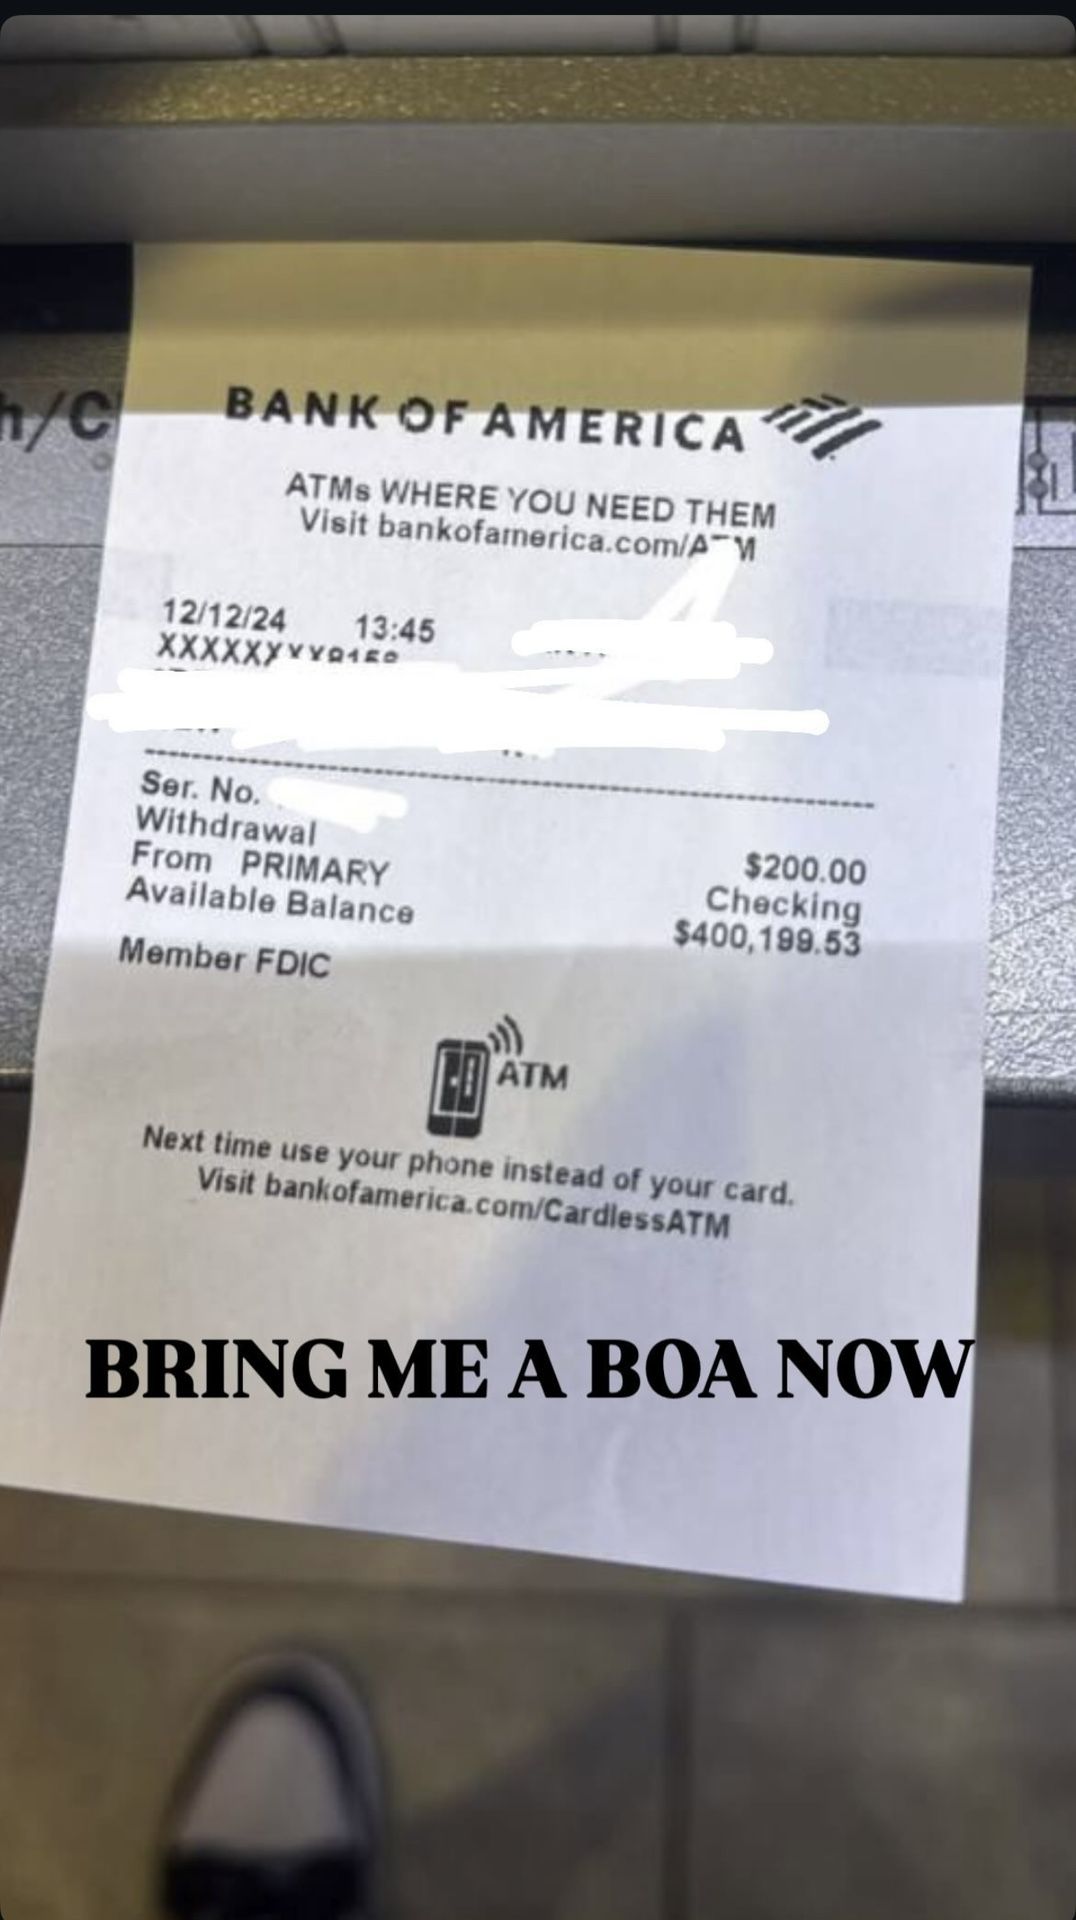 h/C
BANK OF AMERICA
ATMs WHERE YOU NEED THEM
Visit bankofamerica.com/ATM
12/12/24 13:45
Ser. No.
Withdrawal $200.00
From PRIMARY Checking
Available Balance $400,199.53
Member FDIC
ATM
Next time use your phone instead of your card.
Visit bankofamerica.com/CardlessATM
BRING ME A BOA NOW